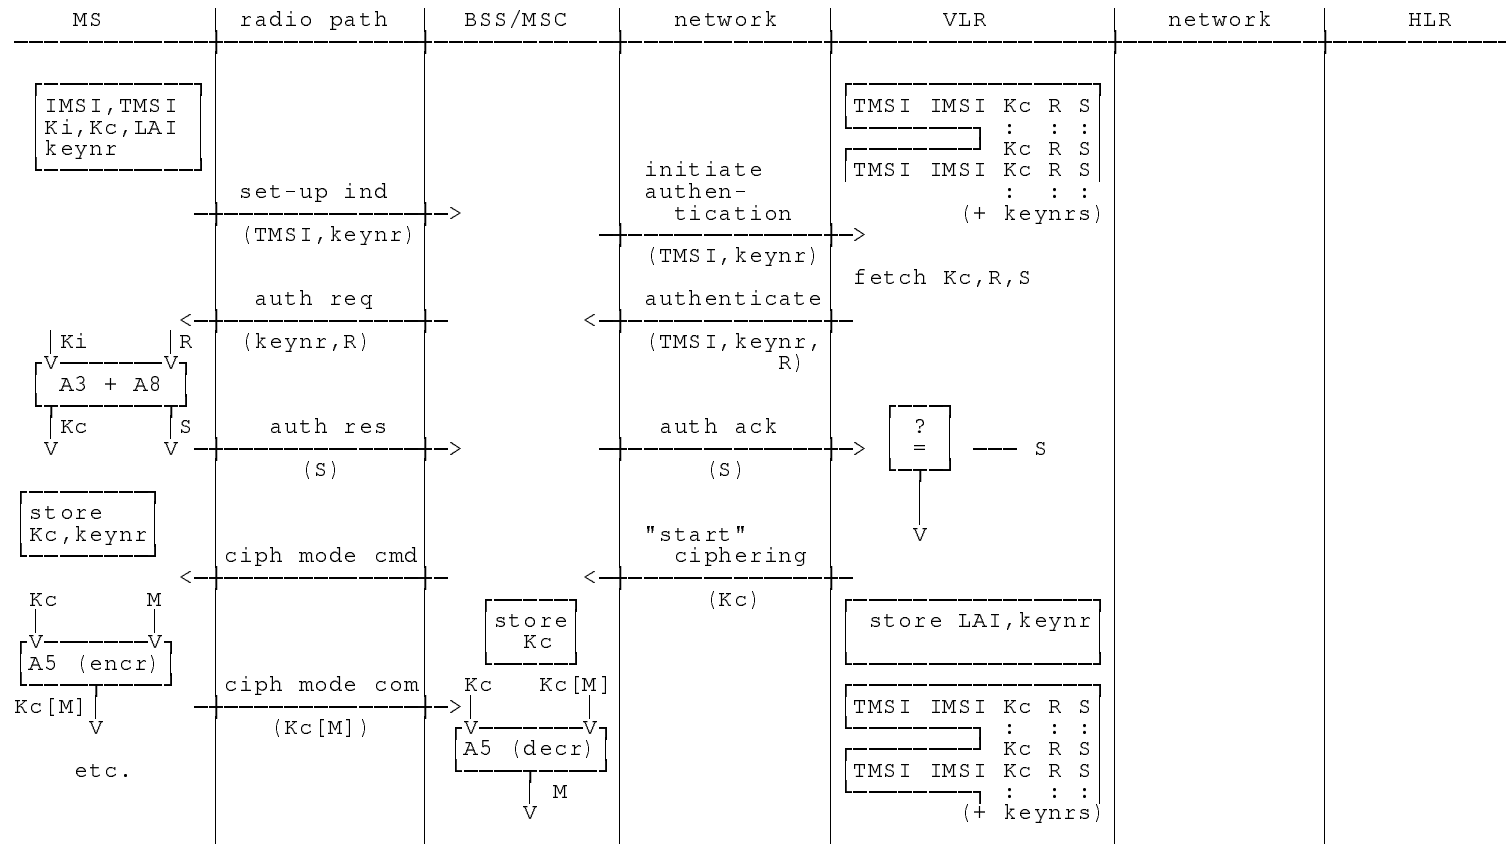 MS radio path BSS/MSC network VLR network HLR
IMSI,TMSI TMSI IMSI Kc R S
Ki,Kc,LAI : : :
keynr Kc R S
initiate TMSI IMSI Kc R S
set-up ind authen- : : :
tication (+ keynrs)
> (TMSI,keynr) >
(TMSI,keynr)
fetch Kc,R,S
auth req authenticate
< <
Ki R (keynr,R) (TMSI,keynr,
V V R)
A3 + A8
Kc S auth res auth ack ?
V V > > = S
(S) (S)
store
Kc,keynr "start" V
ciph mode cmd ciphering
< <
Kc M (Kc)
store store LAI,keynr
V V Kc
A5 (encr)
ciph mode com Kc Kc[M]
Kc[M] > TMSI IMSI Kc R S
V (Kc[M]) V V : : :
A5 (decr) Kc R S
etc. TMSI IMSI Kc R S
M : : :
V (+ keynrs)